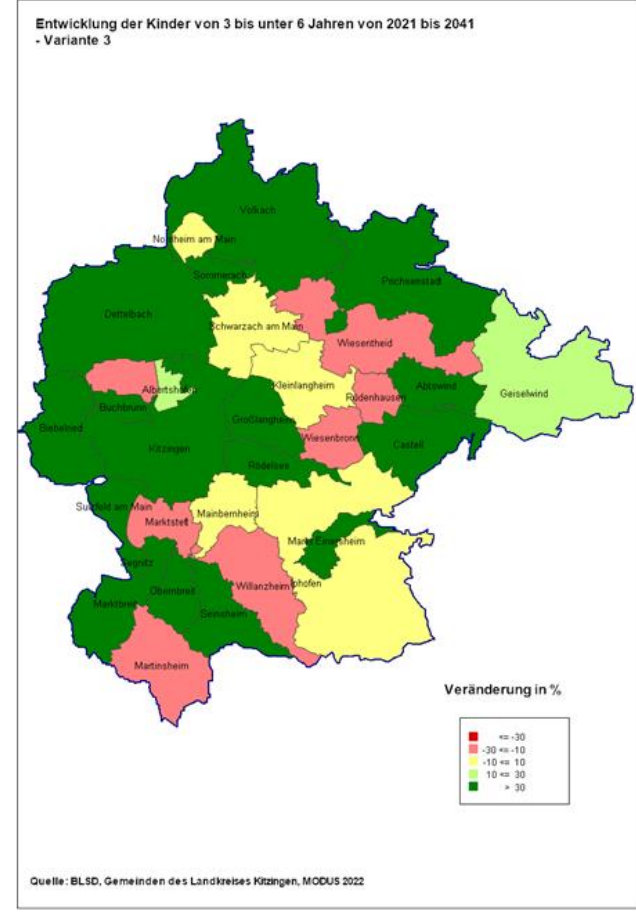 Entwicklung der Kinder von 3 bis unter 6 Jahren von 2021 bis 2041
- Variante 3
Volkach
Nordheim am Main
Sommerach
Prichsenstadt
Dettelbach
Schwarzach am Main
Wiesentheid
Kleinlangheim
Abtswind
Geiselwind
Albertshofen
Rüdenhausen
Buchbrunn
Biebelried
Großlangheim
Wiesenbronn
Castell
Kitzingen
Rödelsee
Sulzfeld am Main
Mainbernheim
Marktsteft
Markt Einersheim
Segnitz
Willanzheim
Iphofen
Obernbreit
Marktbreit
Seinsheim
Martinsheim
Veränderung in %
<= -30
-30 <= -10
-10 <= 10
10 <= 30
> 30
Quelle: BLSD, Gemeinden des Landkreises Kitzingen, MODUS 2022